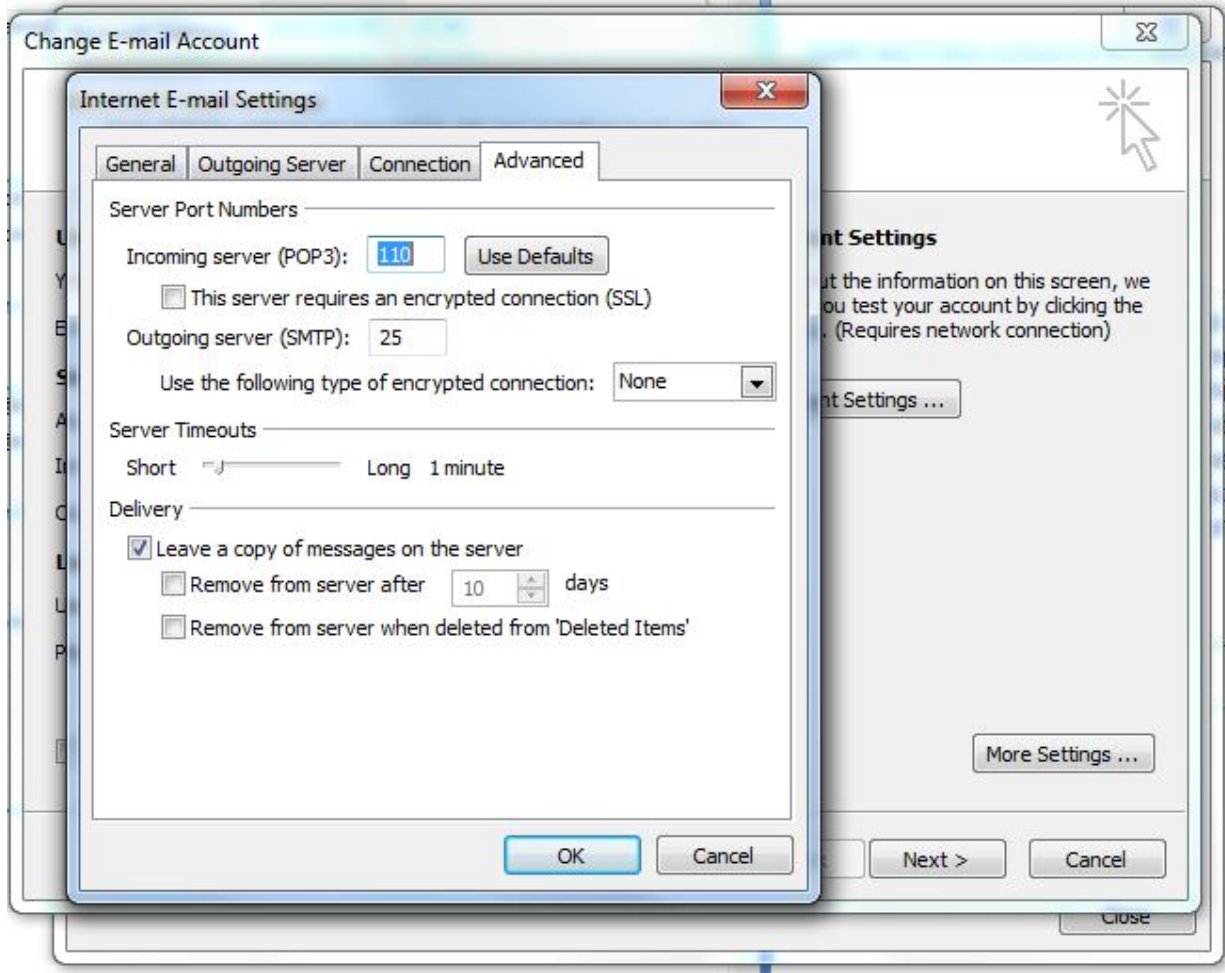 Change E-mail Account
Internet E-mail Settings
General Outgoing Server Connection Advanced
Server Port Numbers
Incoming server (POP3): 110 Use Defaults
This server requires an encrypted connection (SSL)
Outgoing server (SMTP): 25
Use the following type of encrypted connection: None
Server Timeouts
Short Long 1 minute
Delivery
Leave a copy of messages on the server
Remove from server after 10 days
Remove from server when deleted from 'Deleted Items'
OK Cancel
nt Settings
ut the information on this screen, we
ou test your account by clicking the
. (Requires network connection)
nt Settings ...
More Settings ...
Next > Cancel
Close